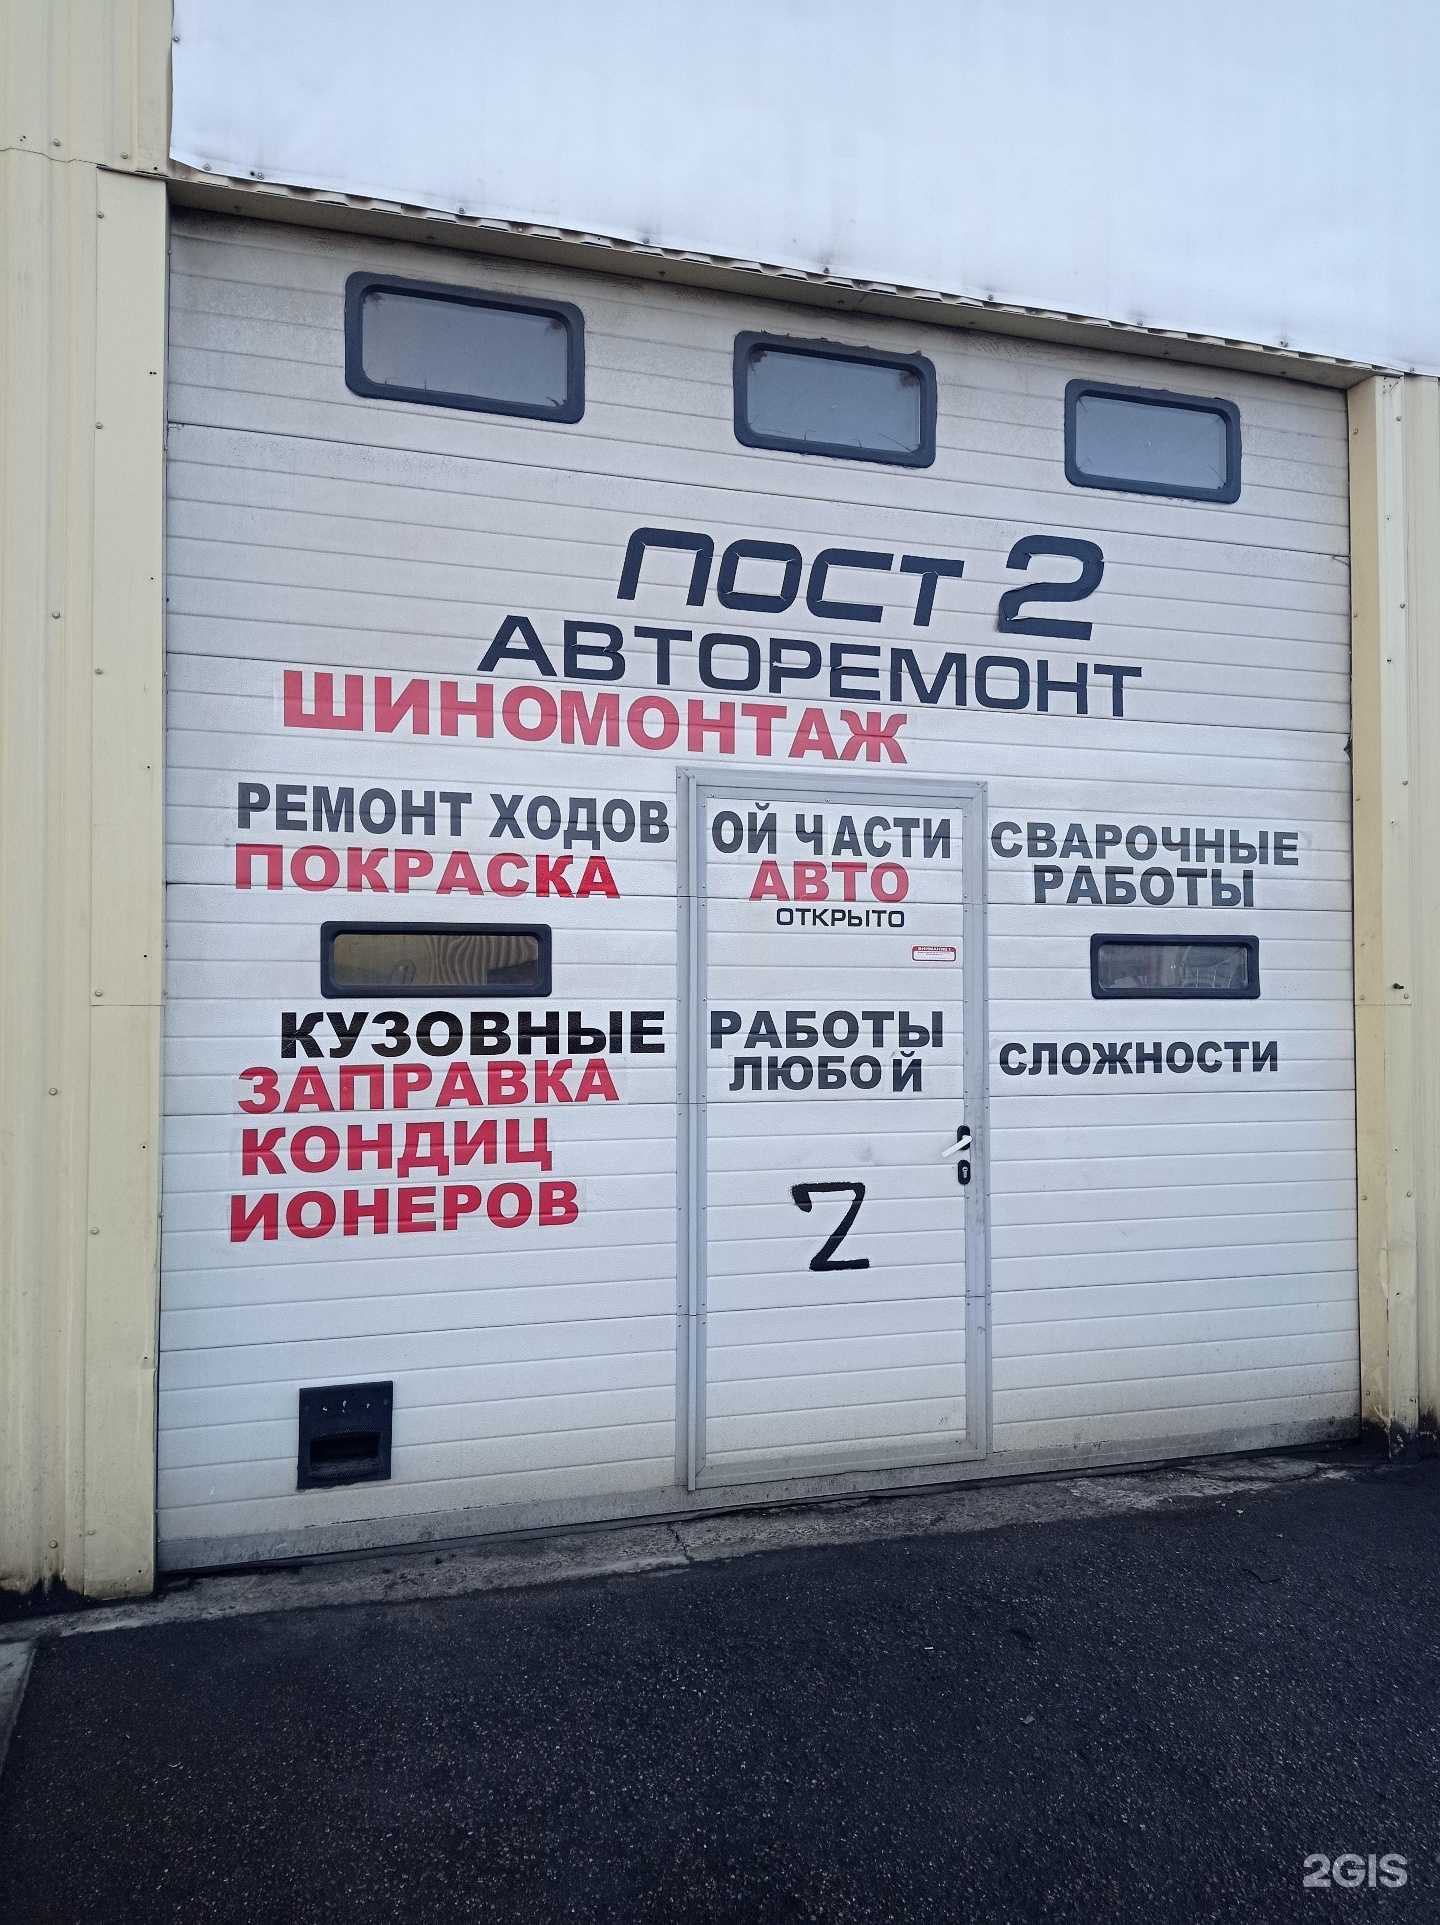 ПОСТ 2
АВТОРЕМОНТ
ШИНОМОНТАЖ
РЕМОНТ ХОДОВ ОЙ ЧАСТИ
ПОКРАСКА АВТО
СВАРОЧНЫЕ
РАБОТЫ
ОТКРЫТО
КУЗОВНЫЕ РАБОТЫ
ЛЮБОЙ СЛОЖНОСТИ
ЗАПРАВКА
КОНДИЦ
ИОНЕРОВ
2
2GIS